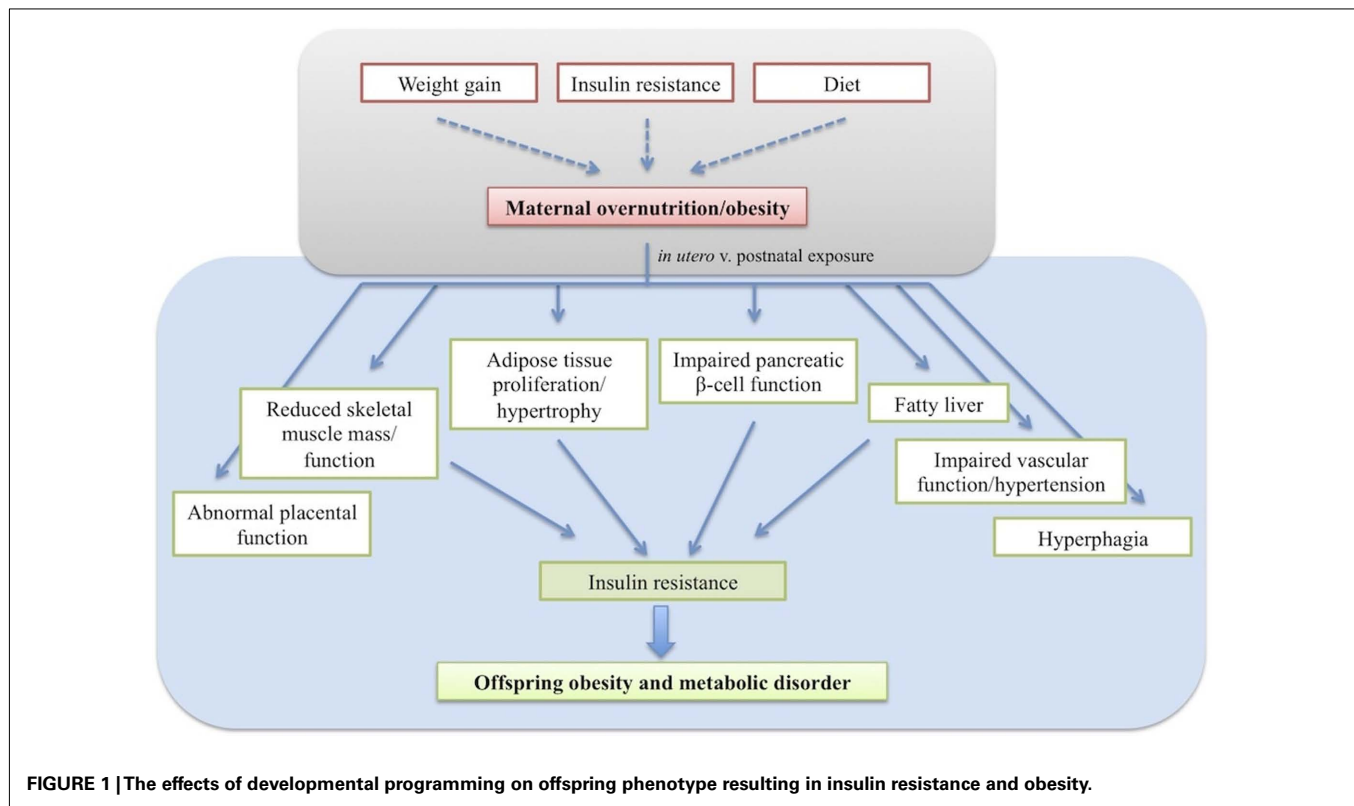 Weight gain
Insulin resistance
Diet
Maternal overnutrition/obesity
in utero v. postnatal exposure
Adipose tissue
proliferation/
hypertrophy
Impaired pancreatic
β-cell function
Reduced skeletal
muscle mass/
function
Fatty liver
Impaired vascular
function/hypertension
Abnormal placental
function
Hyperphagia
Insulin resistance
Offspring obesity and metabolic disorder
FIGURE 1 | The effects of developmental programming on offspring phenotype resulting in insulin resistance and obesity.